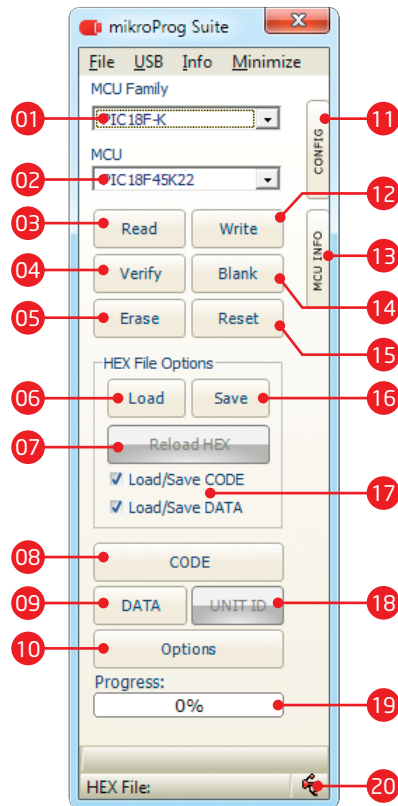 mikroProg Suite
File USB Info Minimize
MCU Family
01 PIC18F-K 11
CONFIG
MCU
02 PIC18F45K22 12
03 Read Write
MCU INFO 13
04 Verify Blank 14
05 Erase Reset 15
HEX File Options
06 Load Save 16
07 Reload HEX
Load/Save CODE
17
Load/Save DATA
08 CODE
09 DATA UNIT ID 18
10 Options
Progress:
0% 19
HEX File: 20